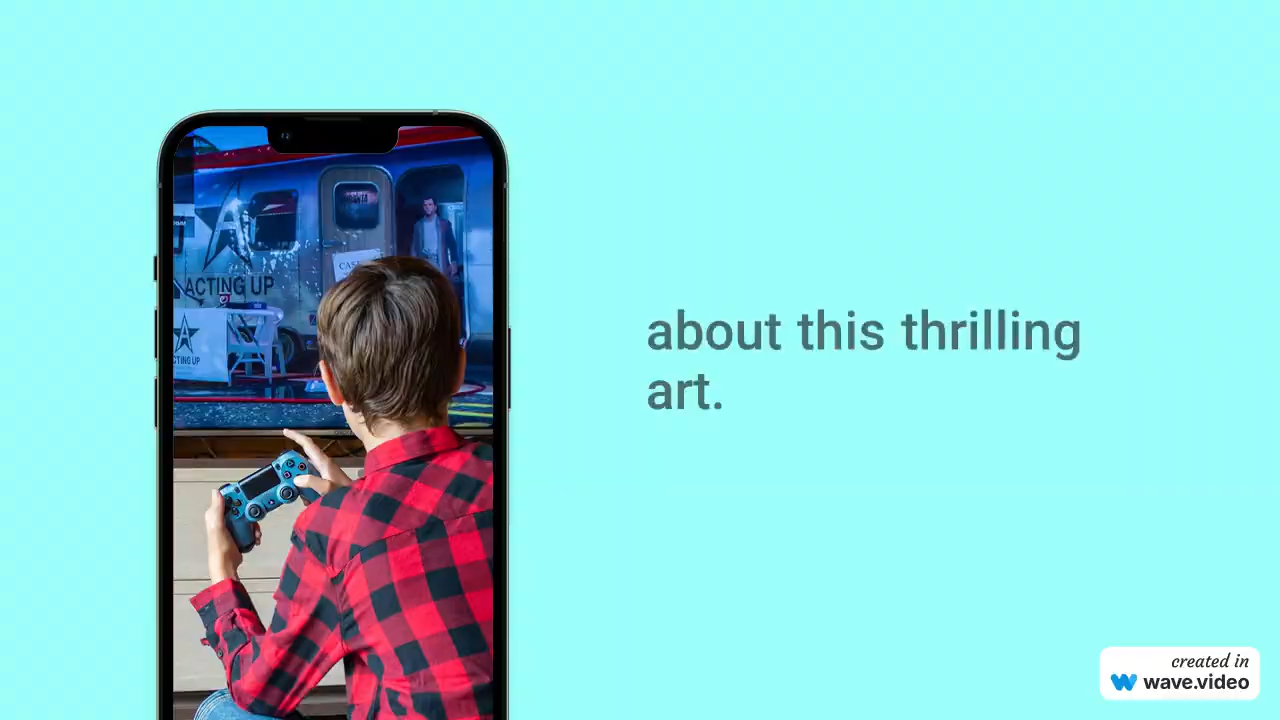 ACTING UP
about this thrilling
art.
created in
wave.video